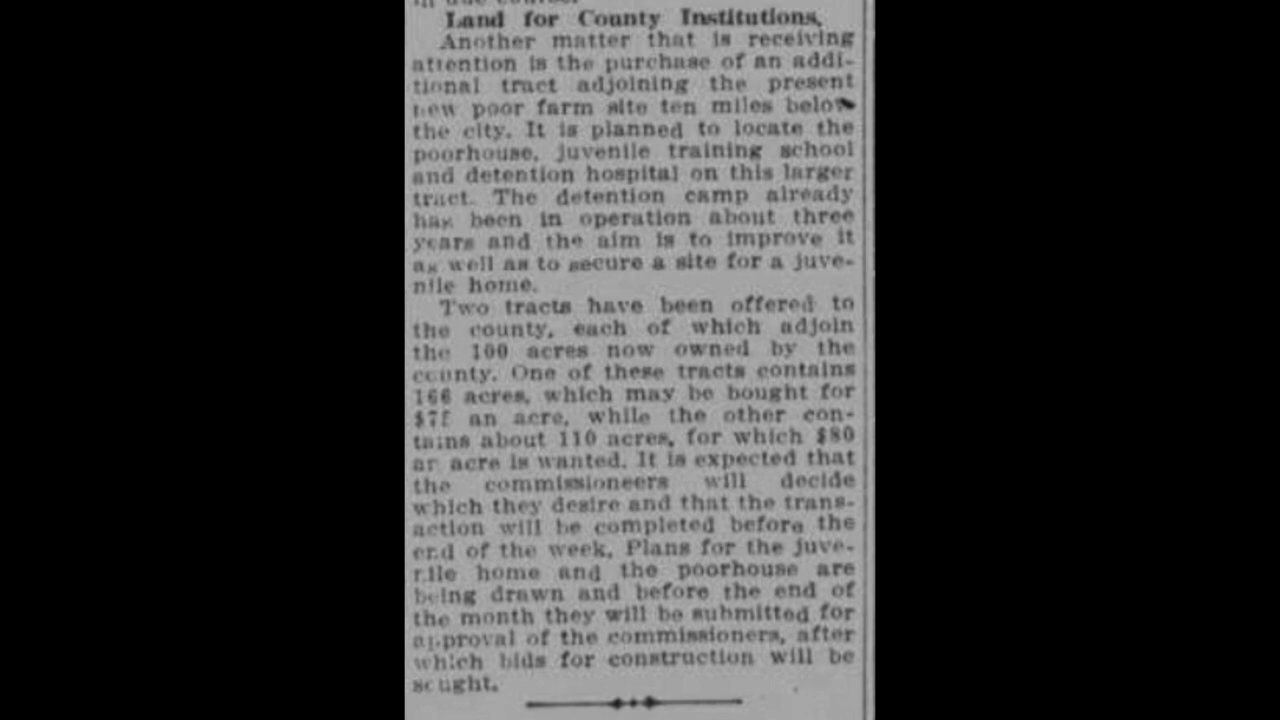 in due course.
Land for County Institutions.
Another matter that is receiving
attention is the purchase of an addi-
tional tract adjoining the present
new poor farm site ten miles below
the city. It is planned to locate the
poorhouse, juvenile training school
and detention hospital on this larger
tract. The detention camp already
has been in operation about three
years and the aim is to improve it
as well as to secure a site for a juve-
nile home.
Two tracts have been offered to
the county, each of which adjoin
the 100 acres now owned by the
county. One of these tracts contains
166 acres, which may be bought for
$75 an acre, while the other con-
tains about 110 acres, for which $80
an acre is wanted. It is expected that
the commissioneers will decide
which they desire and that the trans-
action will be completed before the
end of the week. Plans for the juve-
nile home and the poorhouse are
being drawn and before the end of
the month they will be submitted for
approval of the commissioners, after
which bids for construction will be
sought.